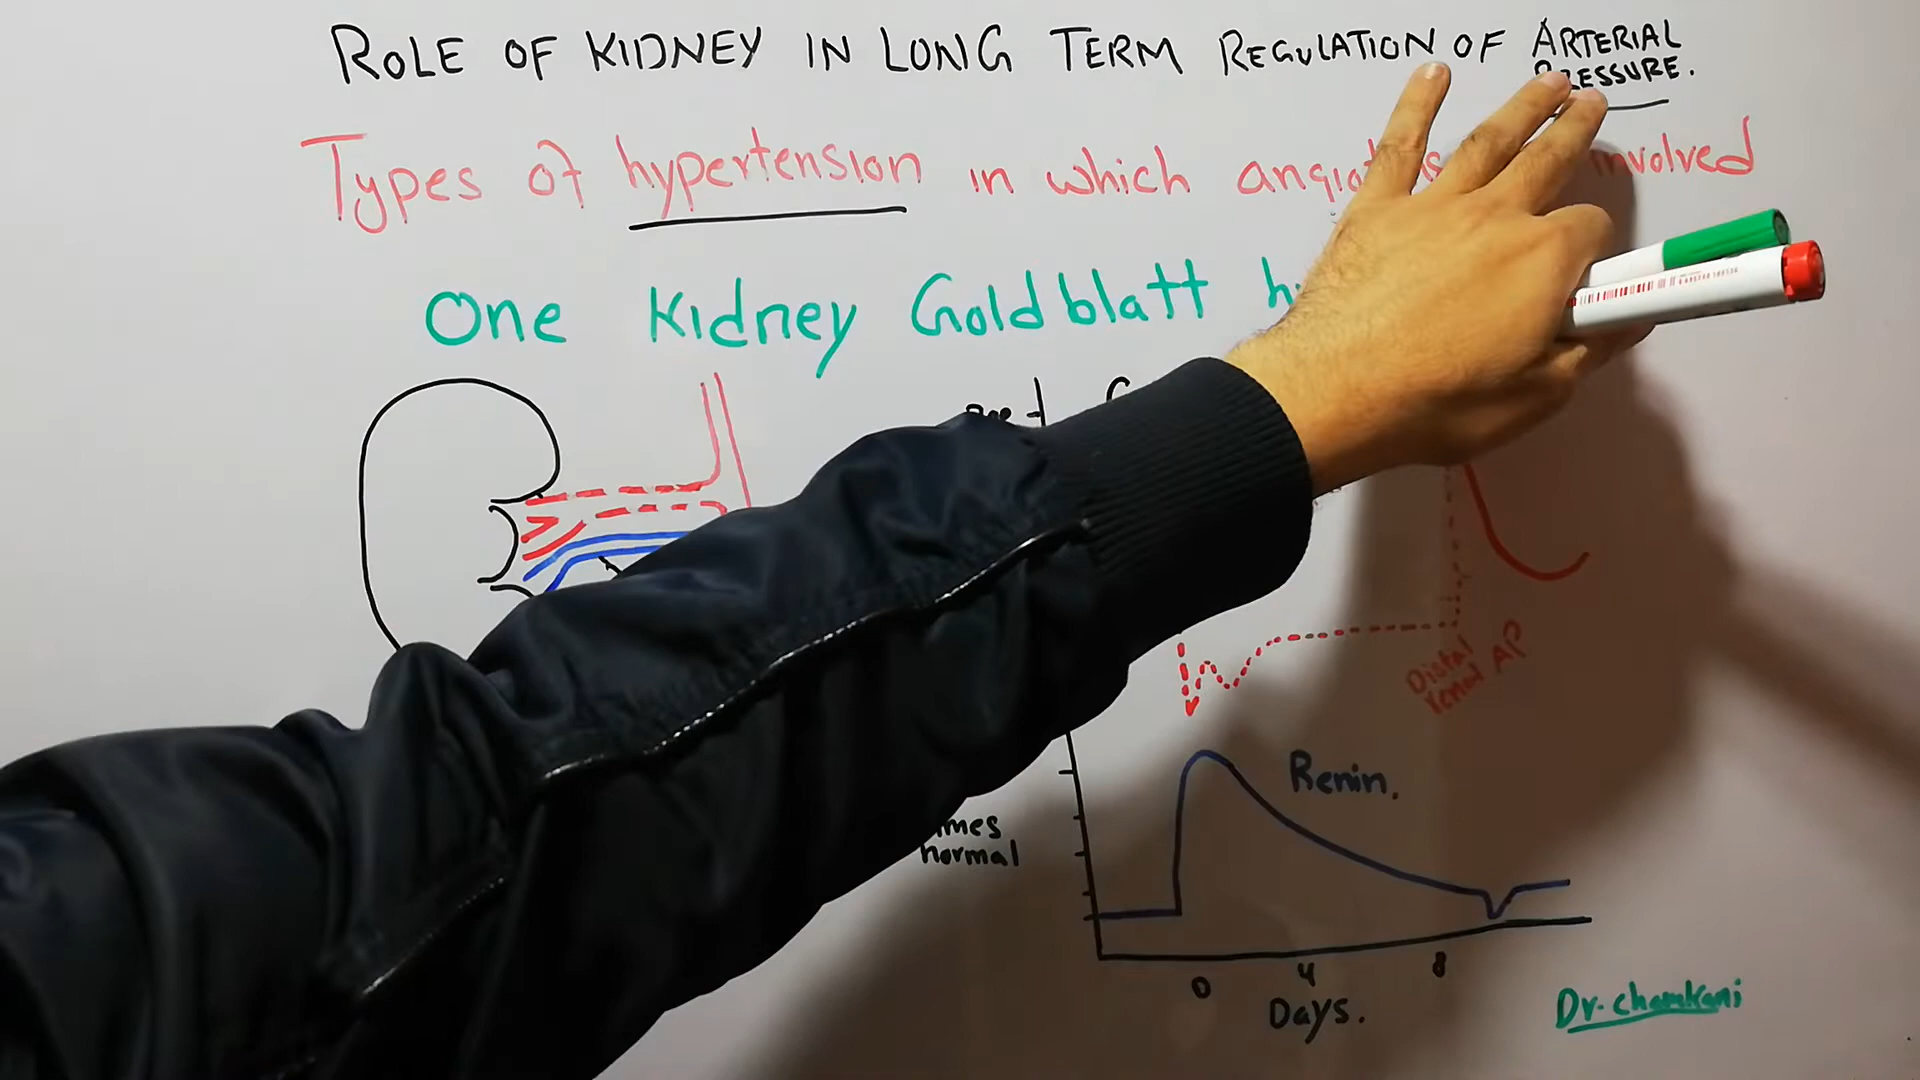 ROLE OF KIDNEY IN LONG TERM REGULATION OF ARTERIAL
PRESSURE.
Types of hypertension in which involved
One Kidney Goldblatt
Distal
renal AP
Renin.
normal
0 4 8
Days.
Dr. chamkani